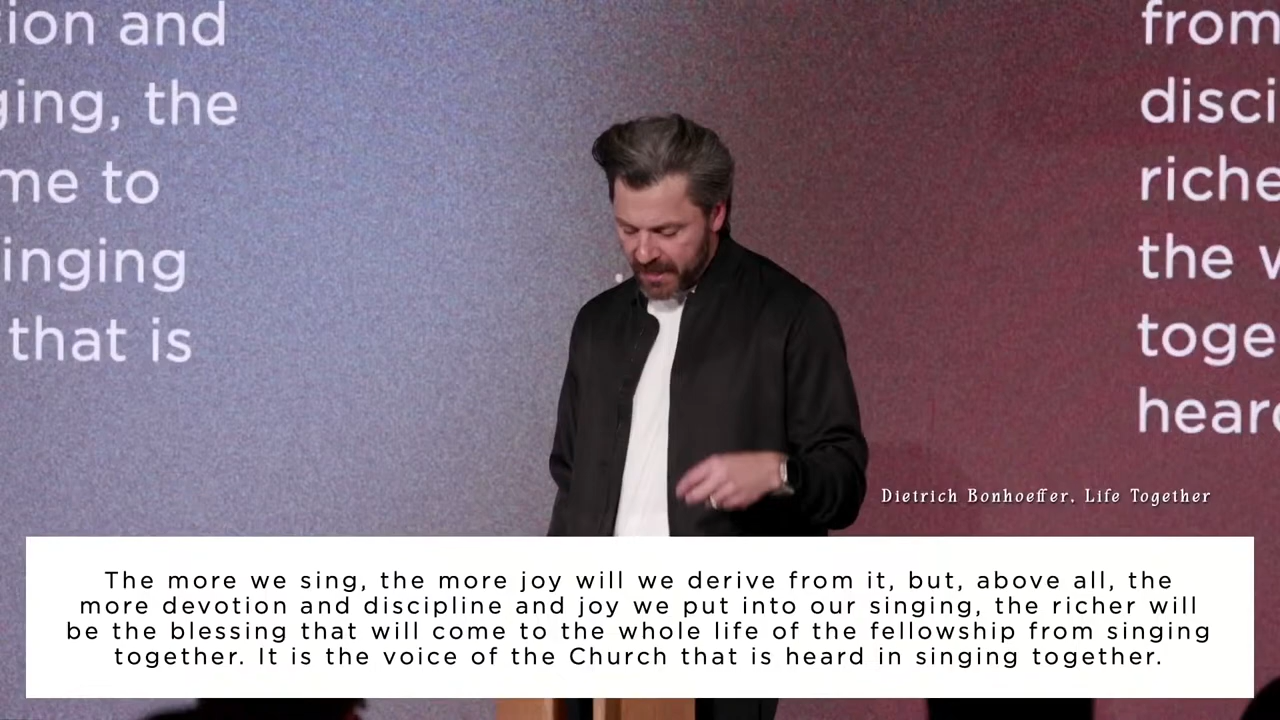 ion and
ging, the
me to
inging
that is
from
disci
riche
the w
toge
heard
Dietrich Bonhoeffer, Life Together
The more we sing, the more joy will we derive from it, but, above all, the
more devotion and discipline and joy we put into our singing, the richer will
be the blessing that will come to the whole life of the fellowship from singing
together. It is the voice of the Church that is heard in singing together.